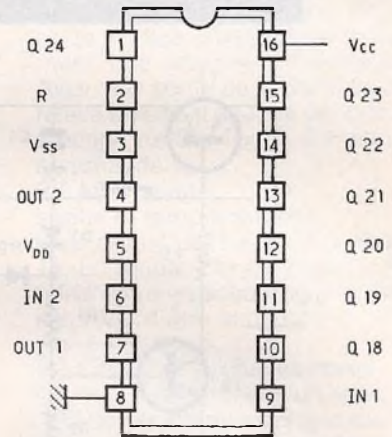 Q 24 1 16 Vcc
R 2 15 Q 23
Vss 3 14 Q 22
OUT 2 4 13 Q 21
VDD 5 12 Q 20
IN 2 6 11 Q 19
OUT 1 7 10 Q 18
8 9 IN 1